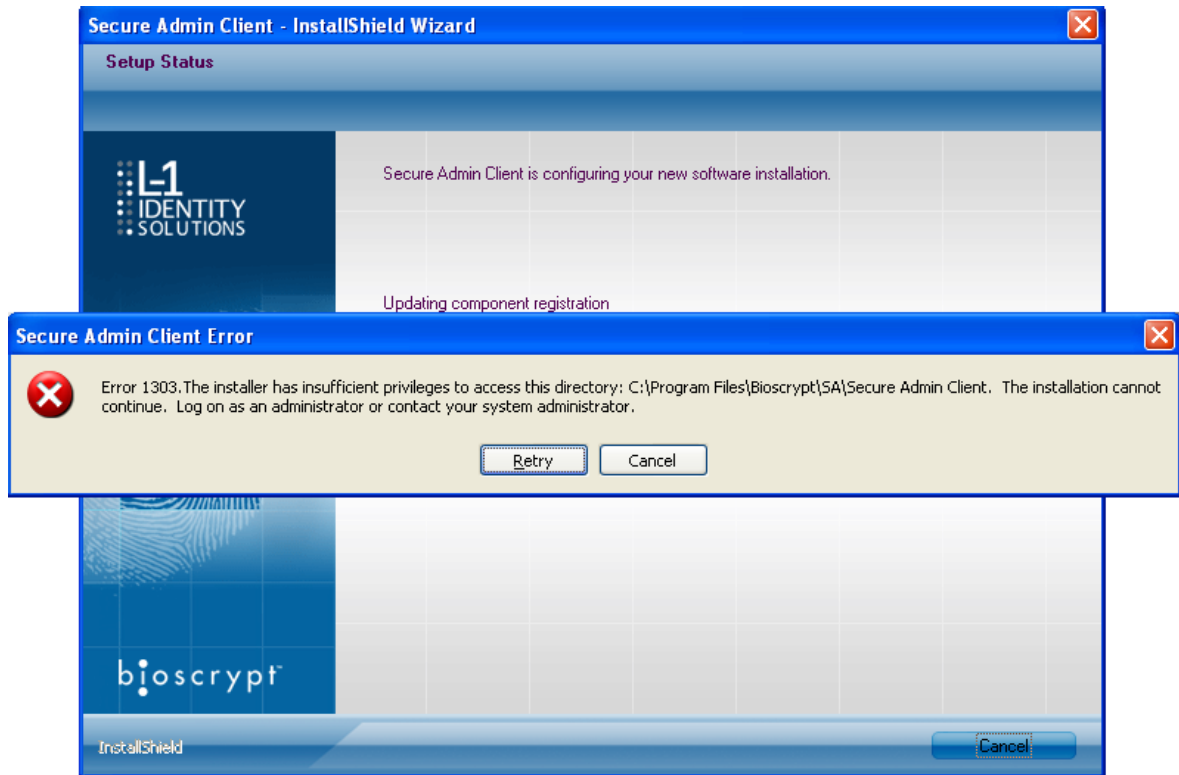 Secure Admin Client - InstallShield Wizard
Setup Status
L-1
IDENTITY
SOLUTIONS
Secure Admin Client is configuring your new software installation.
Updating component registration
Secure Admin Client Error
Error 1303.The installer has insufficient privileges to access this directory: C:\Program Files\Bioscrypt\SA\Secure Admin Client.  The installation cannot
continue.  Log on as an administrator or contact your system administrator.
Retry
Cancel
bioscrypt™
InstallShield
Cancel